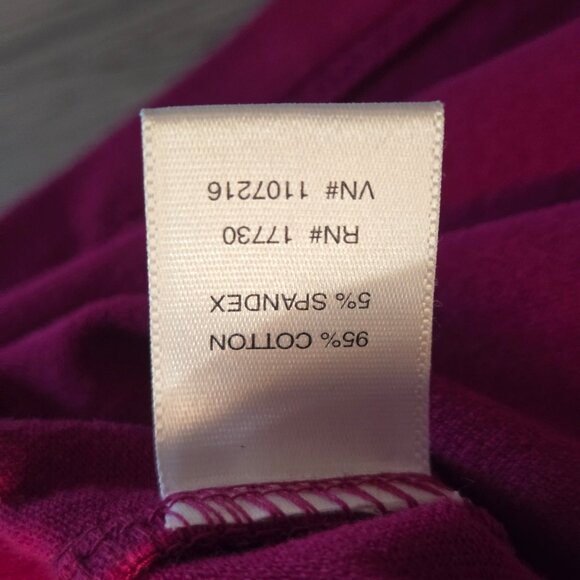 95% COTTON
5% SPANDEX
RN# 17730
VN# 1107216